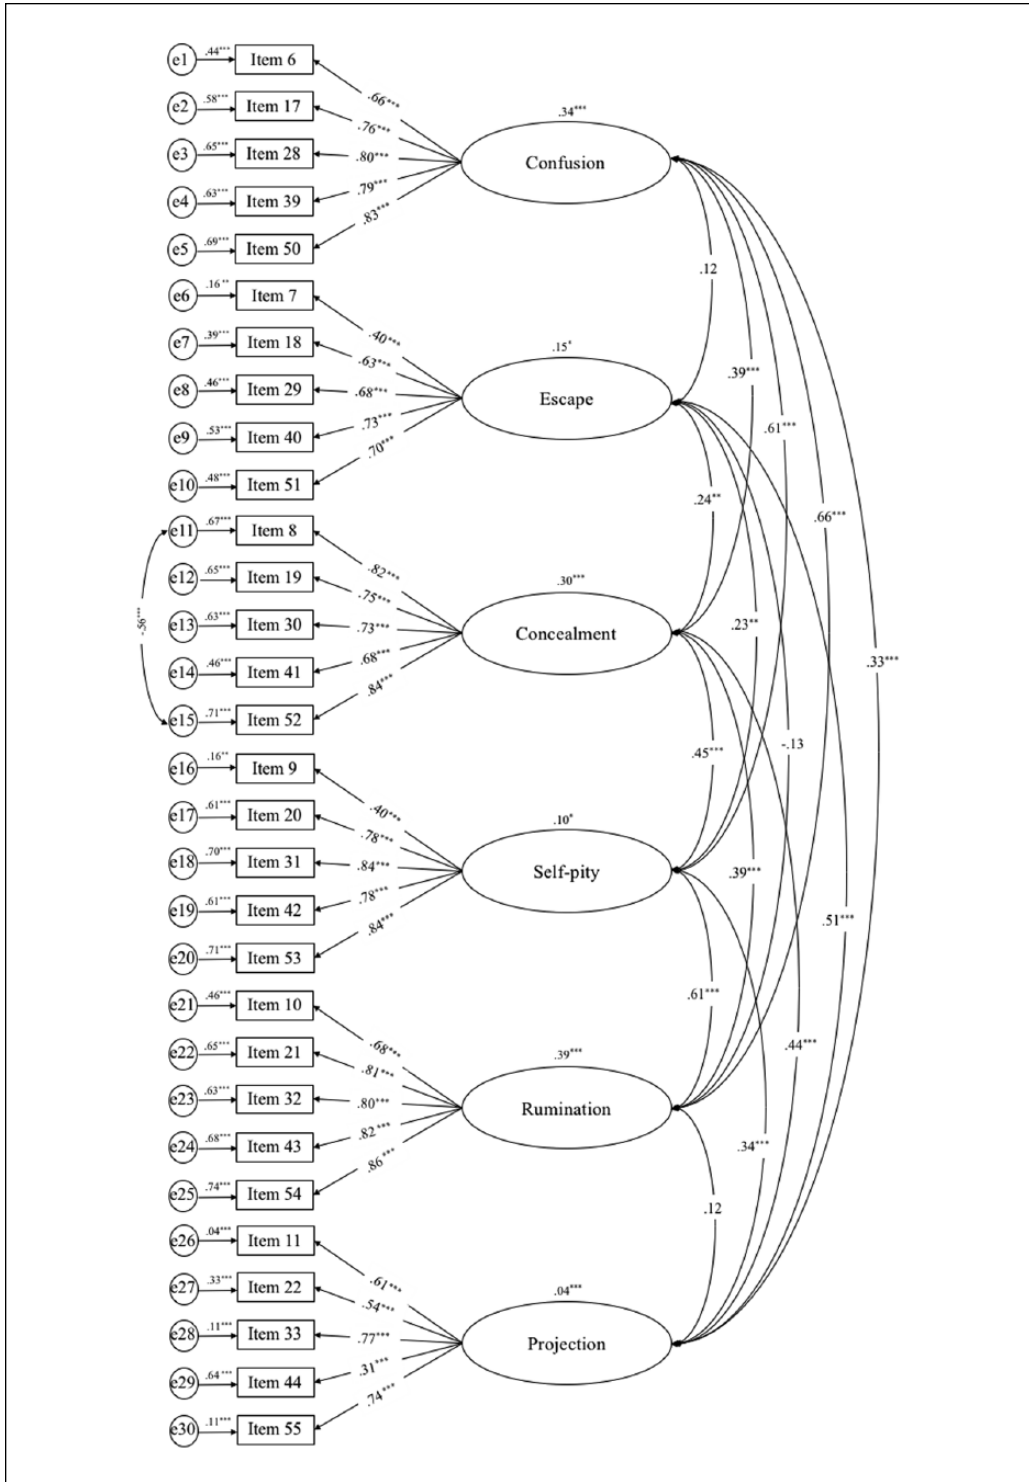 e1 .44*** Item 6
.66***
e2 .58*** Item 17
.76***
.34***
e3 .65*** Item 28
.80***
Confusion
e4 .63*** Item 39
.79***
e5 .69*** Item 50
.83***
.12
e6 .16** Item 7
.40***
e7 .39*** Item 18
.63***
.15*
.39***
e8 .46*** Item 29
.68***
Escape
e9 .53*** Item 40
.73***
.61***
e10 .48*** Item 51
.70***
.24**
.66***
e11 .67*** Item 8
.82***
e12 .65*** Item 19
.75***
.30***
e13 .63*** Item 30
.73***
Concealment
.23**
-.56***
e14 .46*** Item 41
.68***
.33***
e15 .71*** Item 52
.84***
.45***
-.13
e16 .16** Item 9
.40***
e17 .61*** Item 20
.78***
.10*
e18 .70*** Item 31
.84***
Self-pity
.39***
e19 .61*** Item 42
.78***
.51***
e20 .71*** Item 53
.84***
.61***
e21 .46*** Item 10
.68***
.44***
e22 .65*** Item 21
.81***
.39***
e23 .63*** Item 32
.80***
Rumination
e24 .68*** Item 43
.82***
.34***
e25 .74*** Item 54
.86***
.12
e26 .04*** Item 11
.61***
e27 .33*** Item 22
.54***
.04***
e28 .11*** Item 33
.77***
Projection
e29 .64*** Item 44
.31***
e30 .11*** Item 55
.74***